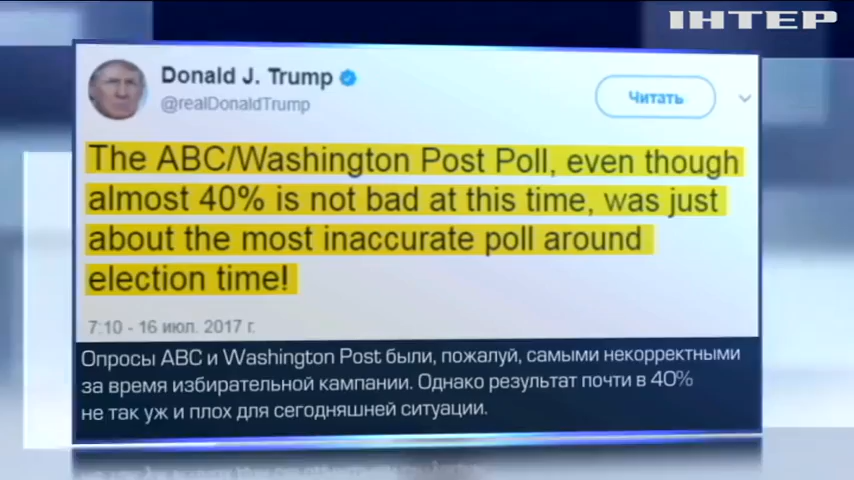 ІНТЕР
Donald J. Trump
@realDonaldTrump
Читать
The ABC/Washington Post Poll, even though
almost 40% is not bad at this time, was just
about the most inaccurate poll around
election time!
7:10 - 16 июл. 2017 г.
Опросы ABC и Washington Post были, пожалуй, самыми некорректными
за время избирательной кампании. Однако результат почти в 40%
не так уж и плох для сегодняшней ситуации.